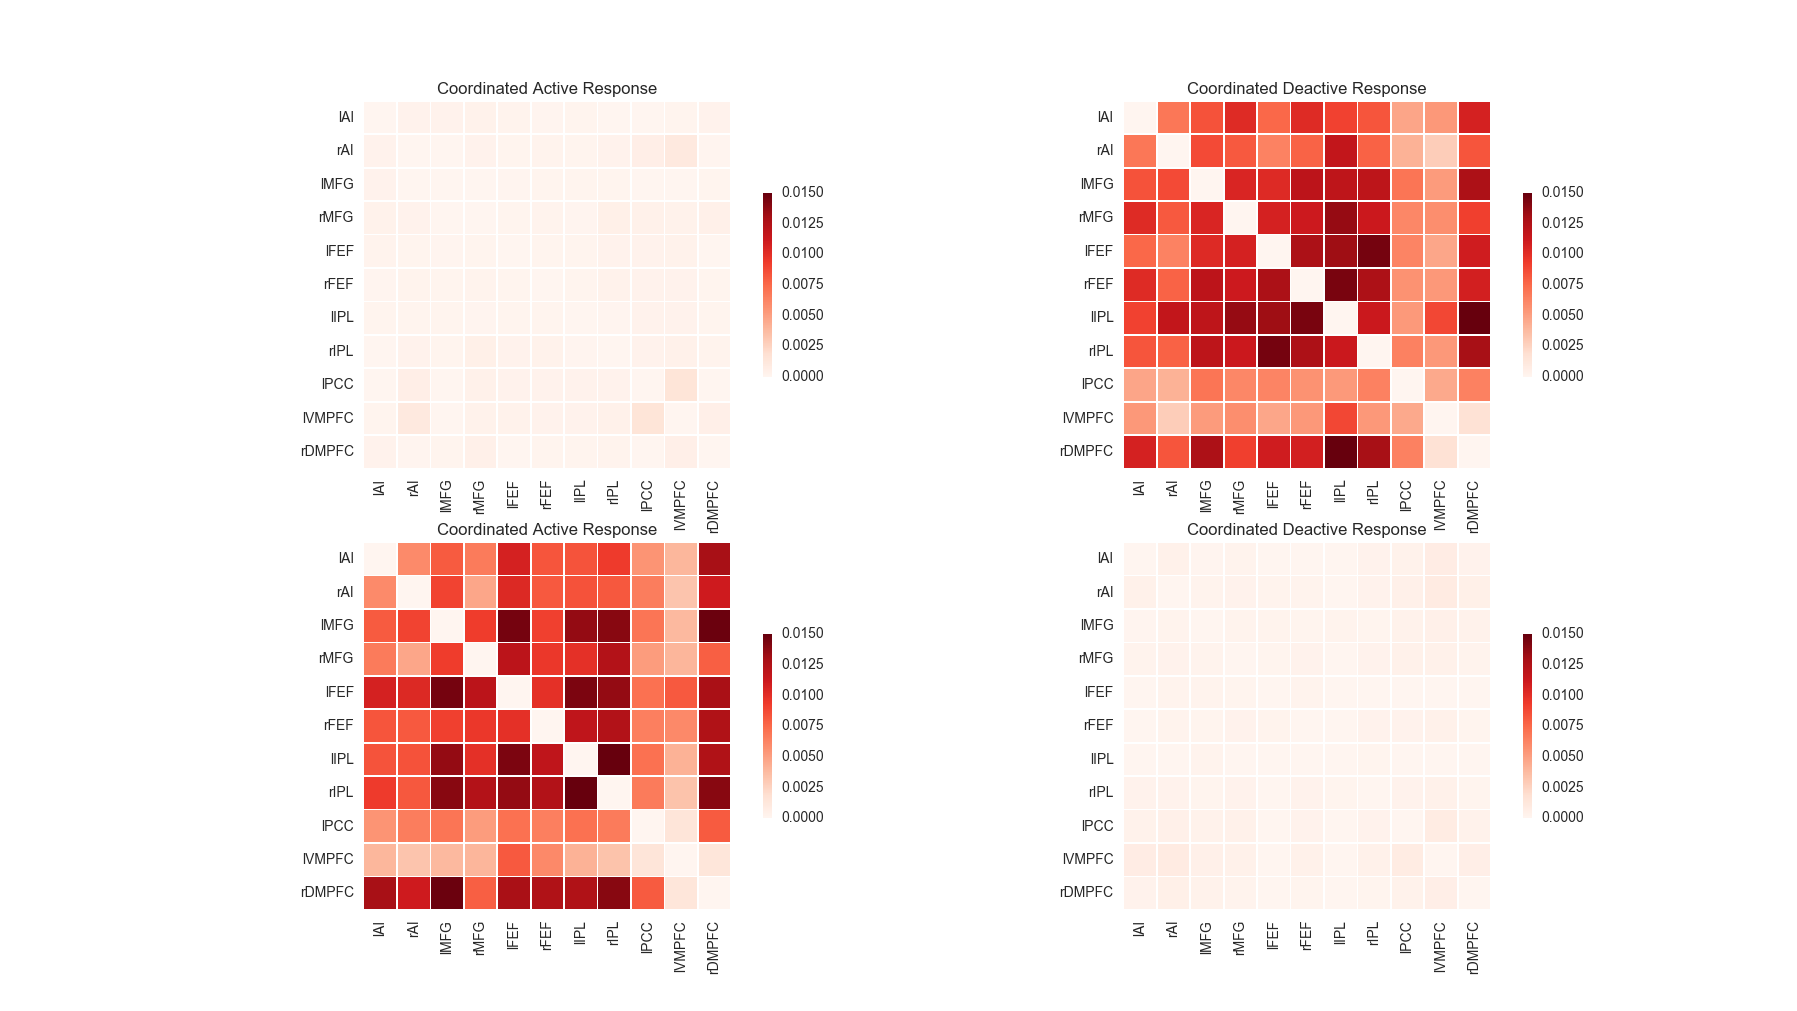 Coordinated Active Response
lAI
rAI
lMFG
rMFG
lFEF
rFEF
lIPL
rIPL
lPCC
lVMPFC
rDMPFC
lAI
rAI
lMFG
rMFG
lFEF
rFEF
lIPL
rIPL
lPCC
lVMPFC
rDMPFC
0.0150
0.0125
0.0100
0.0075
0.0050
0.0025
0.0000
Coordinated Deactive Response
lAI
rAI
lMFG
rMFG
lFEF
rFEF
lIPL
rIPL
lPCC
lVMPFC
rDMPFC
lAI
rAI
lMFG
rMFG
lFEF
rFEF
lIPL
rIPL
lPCC
lVMPFC
rDMPFC
0.0150
0.0125
0.0100
0.0075
0.0050
0.0025
0.0000
Coordinated Active Response
lAI
rAI
lMFG
rMFG
lFEF
rFEF
lIPL
rIPL
lPCC
lVMPFC
rDMPFC
lAI
rAI
lMFG
rMFG
lFEF
rFEF
lIPL
rIPL
lPCC
lVMPFC
rDMPFC
0.0150
0.0125
0.0100
0.0075
0.0050
0.0025
0.0000
Coordinated Deactive Response
lAI
rAI
lMFG
rMFG
lFEF
rFEF
lIPL
rIPL
lPCC
lVMPFC
rDMPFC
lAI
rAI
lMFG
rMFG
lFEF
rFEF
lIPL
rIPL
lPCC
lVMPFC
rDMPFC
0.0150
0.0125
0.0100
0.0075
0.0050
0.0025
0.0000